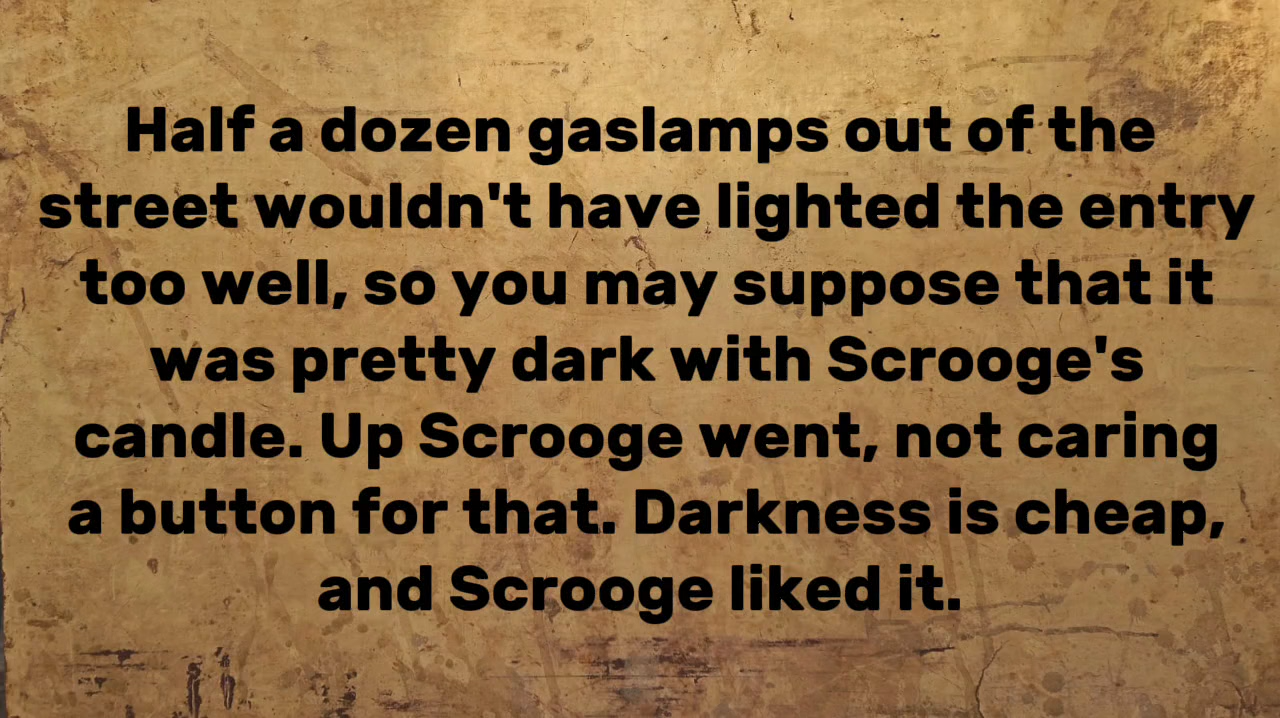 Half a dozen gaslamps out of the
street wouldn't have lighted the entry
too well, so you may suppose that it
was pretty dark with Scrooge's
candle. Up Scrooge went, not caring
a button for that. Darkness is cheap,
and Scrooge liked it.